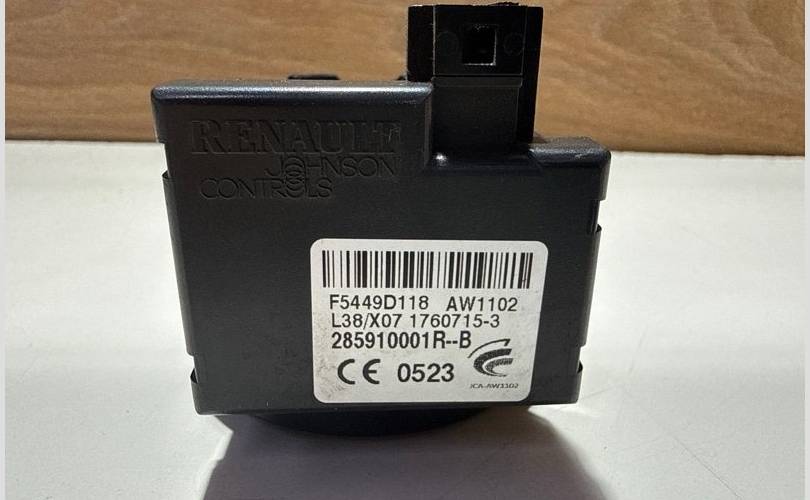 RENAULT
JOHNSON
CONTROLS
F5449D118 AW1102
L38/X07 1760715-3
285910001R--B
CE 0523
JCA-AW1102